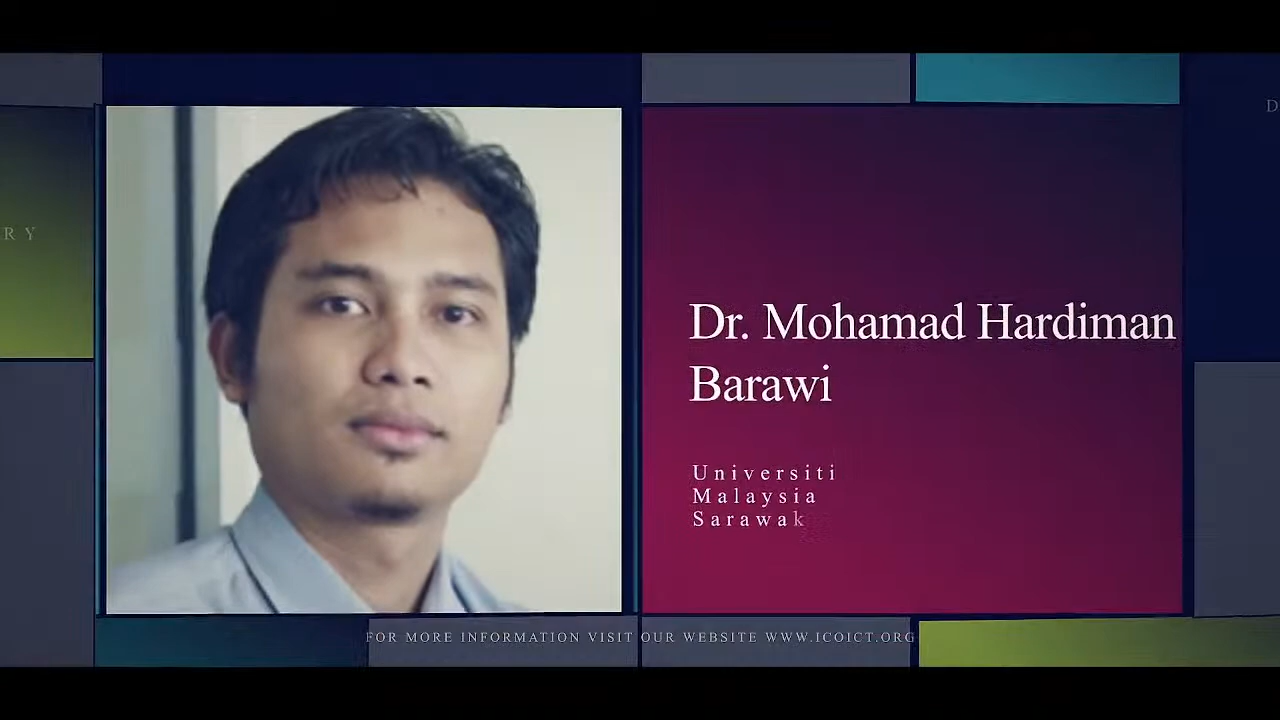 Dr. Mohamad Hardiman
Barawi
Universiti
Malaysia
Sarawak
FOR MORE INFORMATION VISIT OUR WEBSITE WWW.ICOICT.ORG